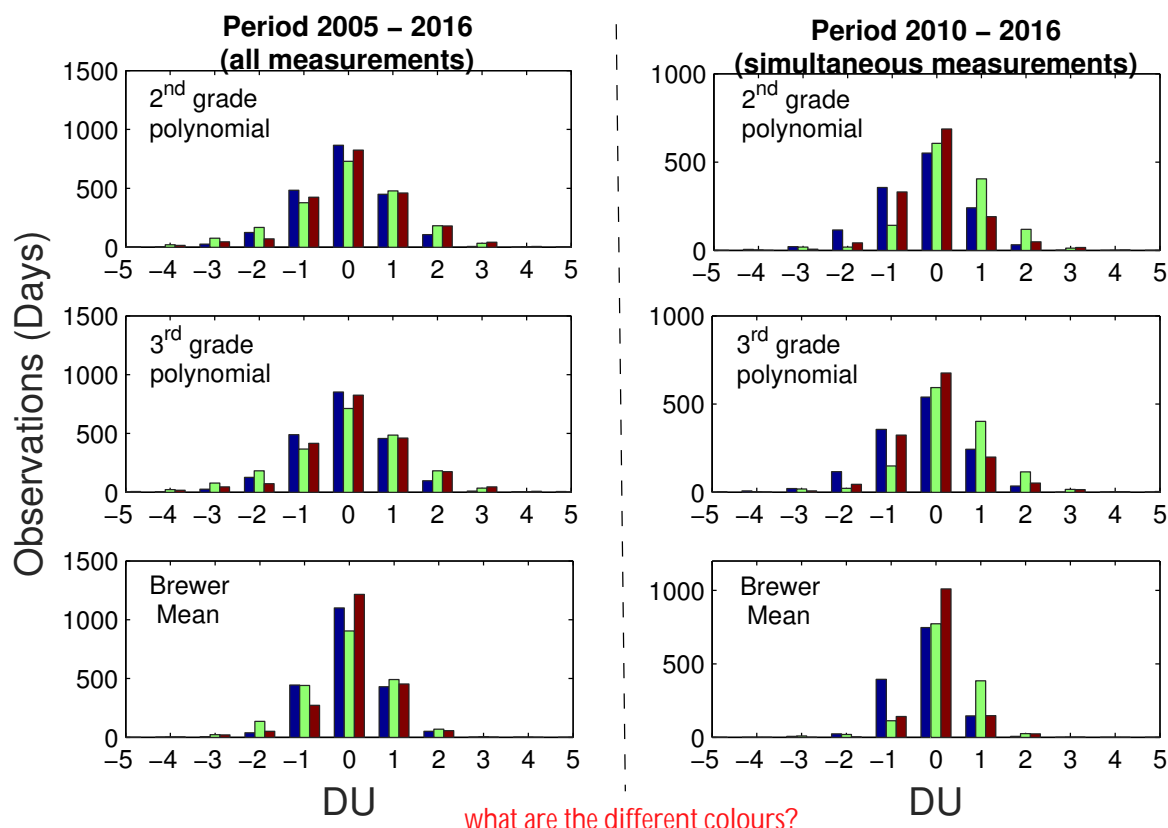 Period 2005 − 2016
(all measurements)
Period 2010 − 2016
(simultaneous measurements)
Observations (Days)
1500
1000
500
0
2nd grade
polynomial
−5 −4 −3 −2 −1 0 1 2 3 4 5
1000
500
0
2nd grade
polynomial
−5 −4 −3 −2 −1 0 1 2 3 4 5
1500
1000
500
0
3rd grade
polynomial
−5 −4 −3 −2 −1 0 1 2 3 4 5
1000
500
0
3rd grade
polynomial
−5 −4 −3 −2 −1 0 1 2 3 4 5
1500
1000
500
0
Brewer
Mean
−5 −4 −3 −2 −1 0 1 2 3 4 5
DU
1000
500
0
Brewer
Mean
−5 −4 −3 −2 −1 0 1 2 3 4 5
DU
what are the different colours?